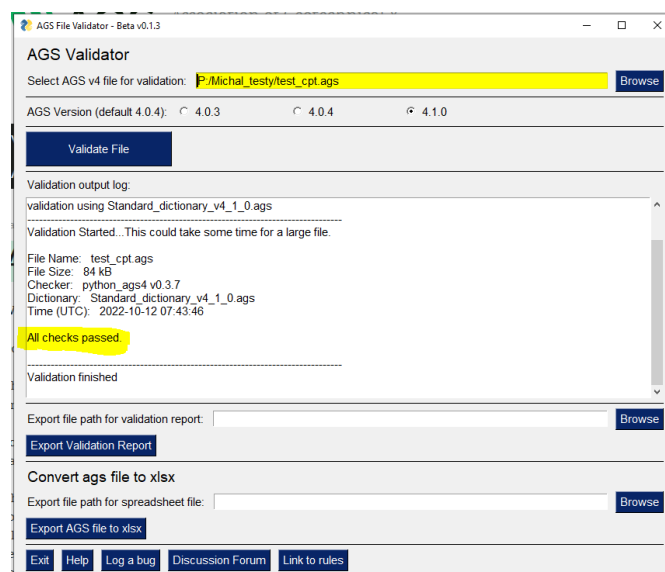 AGS File Validator - Beta v0.1.3
AGS Validator
Select AGS v4 file for validation: P:/Michal_testy/test_cpt.ags Browse
AGS Version (default 4.0.4): 4.0.3 4.0.4 4.1.0
Validate File
Validation output log:
validation using Standard_dictionary_v4_1_0.ags
--------------------------------------------------------------------------------
Validation Started...This could take some time for a large file.
File Name: test_cpt.ags
File Size: 84 kB
Checker: python_ags4 v0.3.7
Dictionary: Standard_dictionary_v4_1_0.ags
Time (UTC): 2022-10-12 07:43:46
All checks passed.
--------------------------------------------------------------------------------
Validation finished
Export file path for validation report: Browse
Export Validation Report
Convert ags file to xlsx
Export file path for spreadsheet file: Browse
Export AGS file to xlsx
Exit Help Log a bug Discussion Forum Link to rules